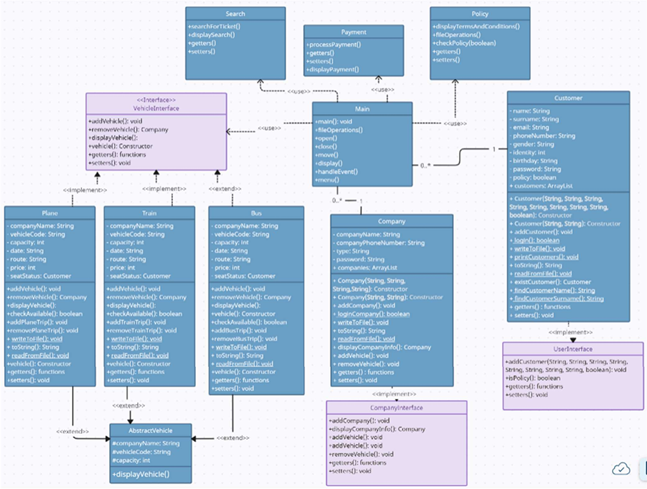 Search
+searchForTicket()
+displaySearch()
+getters()
+setters()
Payment
+processPayment()
+getters()
+setters()
+displayPayment()
Policy
+displayTermsAndConditions()
+fileOperations()
+checkPolicy(boolean)
+getters()
+setters()
<<use>>
<<use>>
<<use>>
<<use>>
<<Interface>>
VehicleInterface
+addVehicle(): void
+removeVehicle(): Company
+displayVehicle():
+vehicle(): Constructor
+getters(): functions
+setters(): void
Main
+main(): void
+fileOperations()
+open()
+close()
+move()
+display()
+handleEvent()
+menu()
0..*
1
0..*
1
Customer
- name: String
- surname: String
- email: String
- phoneNumber: String
- gender: String
- identity: int
- birthday: String
- password: String
- policy: boolean
+ customers: ArrayList
+ Customer(String, String, String,
String, String, String, String, String,
boolean): Constructor
+ Customer(String, String): Constructor
+ addCustomer(): void
+ login(): boolean
+ writeToFile(): void
+ printCustomers(): void
+ toString(): String
+ readFromFile(): void
+ existCustomer(): Customer
+ findCustomerName(): String
+ findCustomerSurname(): String
+ getters(): functions
+ setters(): void
<<implement>>
<<implement>>
<<extend>>
Plane
- companyName: String
- vehicleCode: String
- capacity: int
- date: String
- route: String
- price: int
- seatStatus: Customer
+addVehicle(): void
+removeVehicle(): Company
+displayVehicle():
+checkAvailable(): boolean
+addPlaneTrip(): void
+removePlaneTrip(): void
+writeToFile(): void
+toString(): String
+readFromFile(): void
+vehicle(): Constructor
+getters(): functions
+setters(): void
Train
- companyName: String
- vehicleCode: String
- capacity: int
- date: String
- route: String
- price: int
- seatStatus: Customer
+addVehicle(): void
+removeVehicle(): Company
+displayVehicle():
+checkAvailable(): boolean
+addTrainTrip(): void
+removeTrainTrip(): void
+writeToFile(): void
+toString(): String
+readFromFile(): void
+vehicle(): Constructor
+getters(): functions
+setters(): void
Bus
- companyName: String
- vehicleCode: String
- capacity: int
- date: String
- route: String
- price: int
- seatStatus: Customer
+addVehicle(): void
+removeVehicle(): Company
+displayVehicle():
+vehicle(): Constructor
+checkAvailable(): boolean
+addBusTrip(): void
+removeBusTrip(): void
+writeToFile(): void
+toString(): String
+readFromFile(): void
+vehicle(): Constructor
+getters(): functions
+setters(): void
Company
- companyName: String
- companyPhoneNumber: String
- type: String
- password: String
- companies: ArrayList
+ Company(String, String,
String,String): Constructor
+ Company(String, String): Constructor
+ addCompany(): void
+ loginCompany(): boolean
+ writeToFile(): void
+ toString(): String
+ readFromFile(): void
+ displayCompanyInfo(): Company
+ addVehicle(): void
+ removeVehicle(): void
+ getters(): functions
+ setters(): void
<<implement>>
UserInterface
+addCustomer(String, String, String, String,
String, String, String, String, boolean): void
+isPolicy(): boolean
+getters(): functions
+setters(): void
<<implement>>
CompanyInterface
+addCompany(): void
+displayCompanyInfo(): Company
+addVehicle(): void
+addVehicle(): void
+removeVehicle(): void
+getters(): functions
+setters(): void
<<extend>>
<<extend>>
<<extend>>
AbstractVehicle
#companyName: String
#vehicleCode: String
#capacity: int
+displayVehicle()